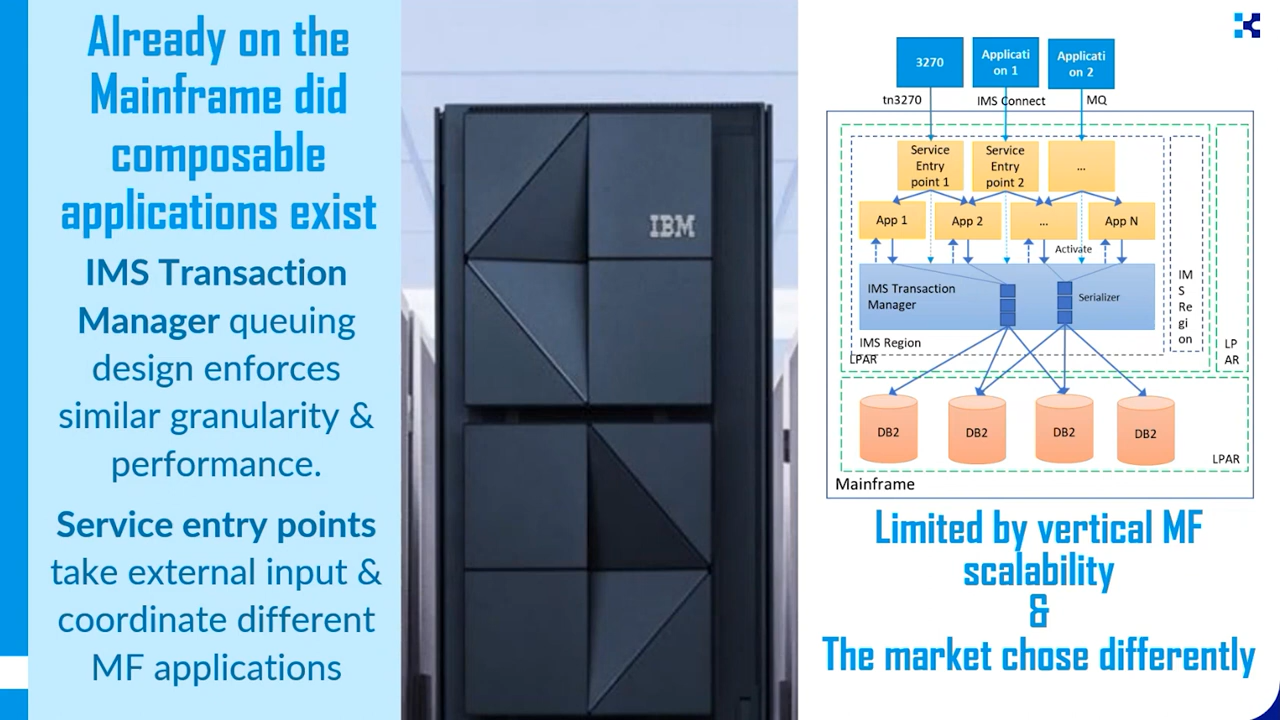 Already on the
Mainframe did
composable
applications exist
IMS Transaction
Manager queuing
design enforces
similar granularity &
performance.
Service entry points
take external input &
coordinate different
MF applications
IBM
3270
Applicati
on 1
Applicati
on 2
tn3270
IMS Connect
MQ
Service
Entry
point 1
Service
Entry
point 2
...
App 1
App 2
...
App N
Activate
IMS Transaction
Manager
Serializer
IMS Region
LPAR
IM
S
Re
gi
on
LP
AR
DB2
DB2
DB2
DB2
LPAR
Mainframe
Limited by vertical MF
scalability
&
The market chose differently